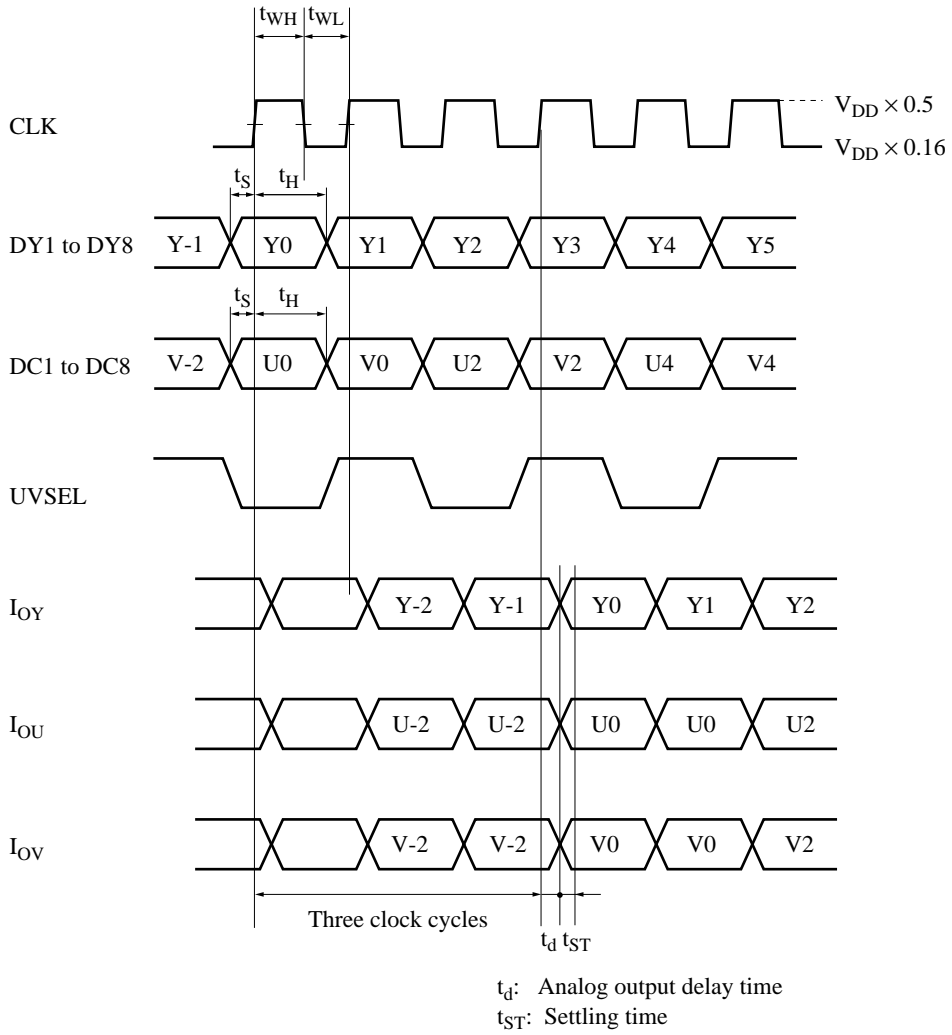 tWH tWL
CLK
VDD × 0.5
VDD × 0.16
tS tH
DY1 to DY8 Y-1 Y0 Y1 Y2 Y3 Y4 Y5
tS tH
DC1 to DC8 V-2 U0 V0 U2 V2 U4 V4
UVSEL
IOY Y-2 Y-1 Y0 Y1 Y2
IOU U-2 U-2 U0 U0 U2
IOV V-2 V-2 V0 V0 V2
Three clock cycles
td tST
td: Analog output delay time
tST: Settling time